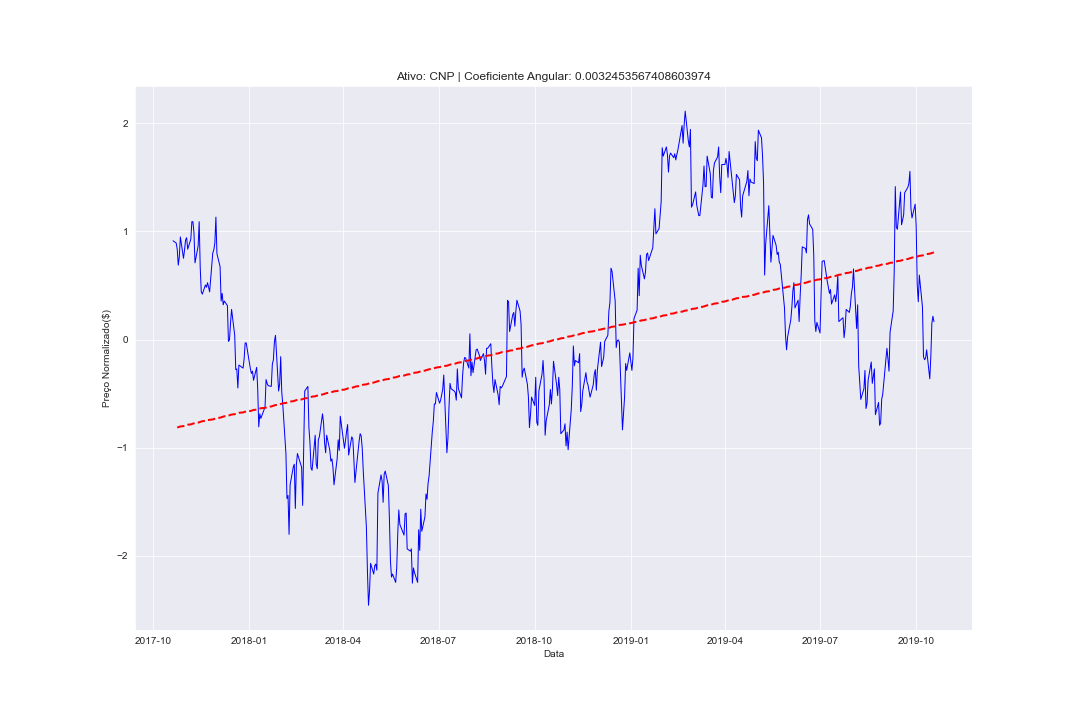 Ativo: CNP | Coeficiente Angular: 0.0032453567408603974
Preço Normalizado($)
2
1
0
−1
−2
2017-10 2018-01 2018-04 2018-07 2018-10 2019-01 2019-04 2019-07 2019-10
Data